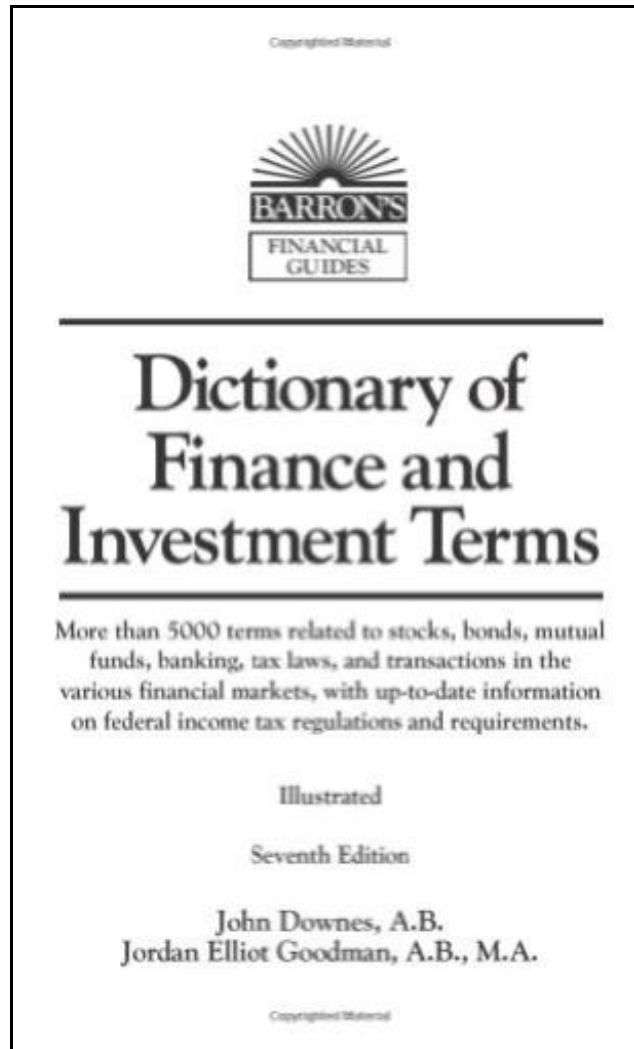 Copyrighted Material
BARRON'S
FINANCIAL
GUIDES
Dictionary of
Finance and
Investment Terms
More than 5000 terms related to stocks, bonds, mutual
funds, banking, tax laws, and transactions in the
various financial markets, with up-to-date information
on federal income tax regulations and requirements.
Illustrated
Seventh Edition
John Downes, A.B.
Jordan Elliot Goodman, A.B., M.A.
Copyrighted Material